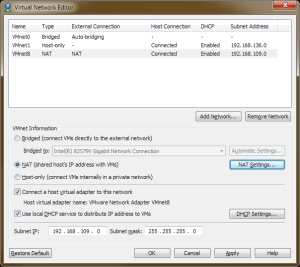 Virtual Network Editor
Name Type External Connection Host Connection DHCP Subnet Address
VMnet0 Bridged Auto-bridging - - -
VMnet1 Host-only - Connected Enabled 192.168.136.0
VMnet8 NAT NAT Connected Enabled 192.168.109.0
Add Network... Remove Network
VMnet Information
Bridged (connect VMs directly to the external network)
Bridged to: Intel(R) 82579V Gigabit Network Connection Automatic Settings...
NAT (shared host's IP address with VMs) NAT Settings...
Host-only (connect VMs internally in a private network)
Connect a host virtual adapter to this network
Host virtual adapter name: VMware Network Adapter VMnet8
Use local DHCP service to distribute IP address to VMs DHCP Settings...
Subnet IP: 192 .168 .109 . 0 Subnet mask: 255 .255 .255 . 0
Restore Default OK Cancel Apply Help